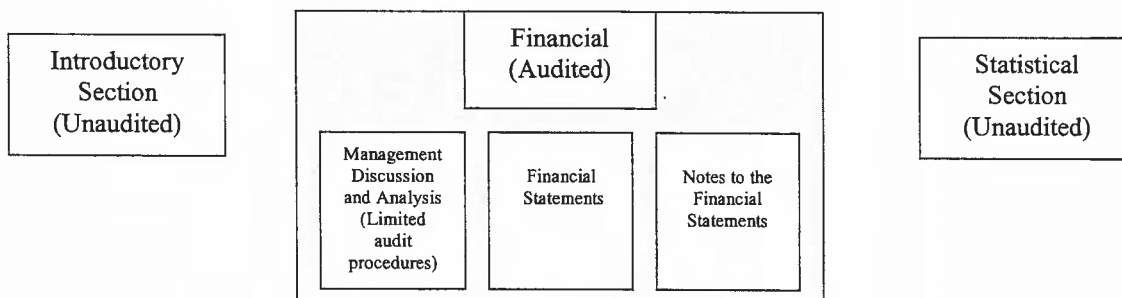 Introductory
Section
(Unaudited)
Financial
(Audited)
Management
Discussion
and Analysis
(Limited
audit
procedures)
Financial
Statements
Notes to the
Financial
Statements
Statistical
Section
(Unaudited)